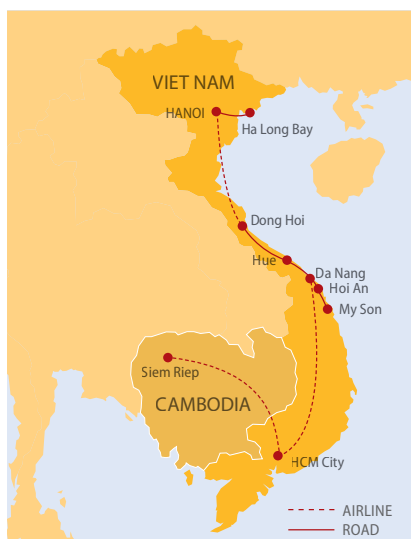 VIET NAM
HANOI
Ha Long Bay
Dong Hoi
Hue
Da Nang
Hoi An
My Son
Siem Riep
CAMBODIA
HCM City
AIRLINE
ROAD